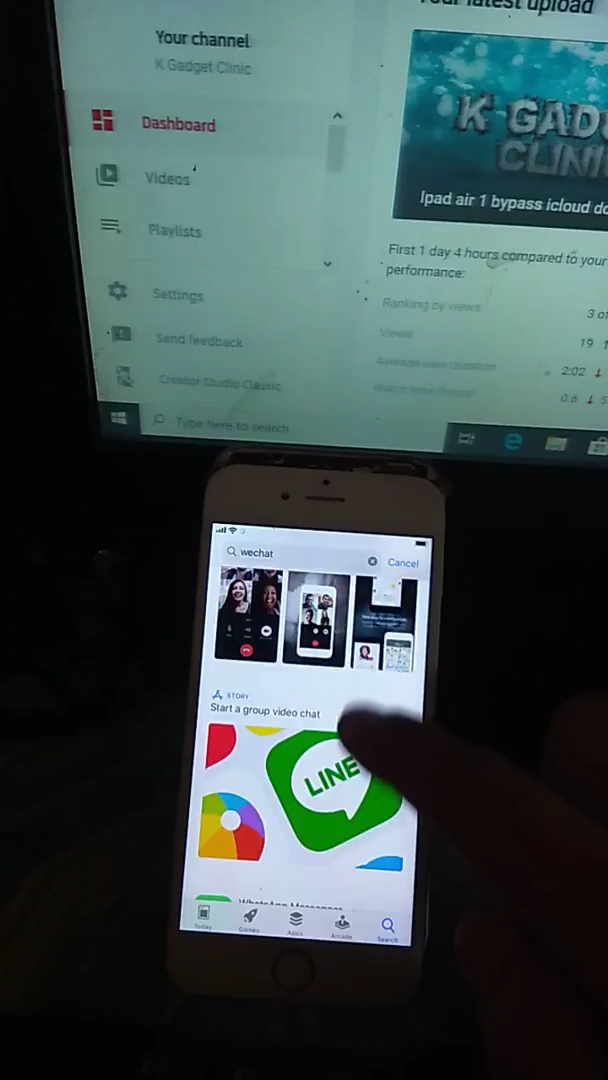 Your latest upload
Your channel
K Gadget Clinic
Dashboard
Videos
Playlists
Settings
Send feedback
Creator Studio Classic
Type here to search
K GAD
CLINI
Ipad air 1 bypass icloud do
First 1 day 4 hours compared to your
performance:
Ranking by views
3 of
Views
19
Average view duration
2:02
Watch time (hours)
0.6
wechat
Cancel
STORY
Start a group video chat
LINE
WhatsApp Messenger
Today
Games
Apps
Arcade
Search